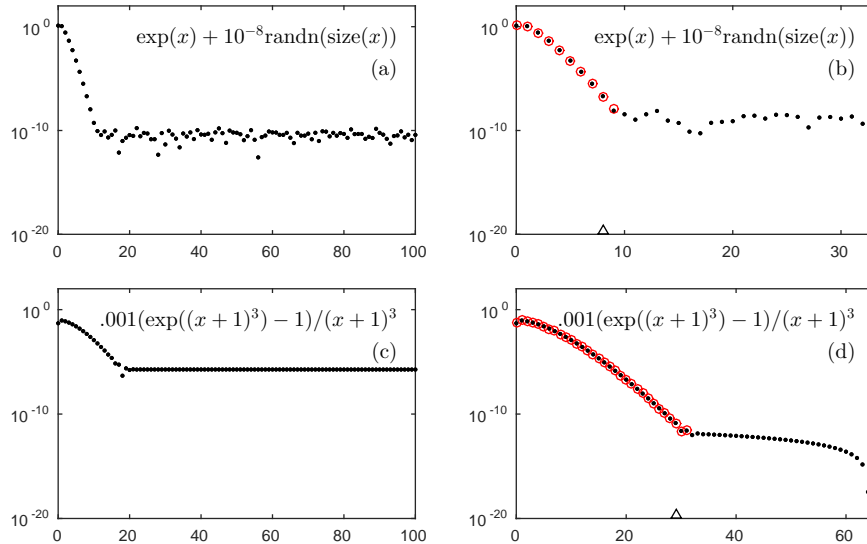 exp(x) + 10^{-8}randn(size(x))
(a)
10^0
10^{-10}
10^{-20}
0 20 40 60 80 100
exp(x) + 10^{-8}randn(size(x))
(b)
10^0
10^{-10}
10^{-20}
0 10 20 30
.001(exp((x + 1)^3) − 1)/(x + 1)^3
(c)
10^0
10^{-10}
10^{-20}
0 20 40 60 80 100
.001(exp((x + 1)^3) − 1)/(x + 1)^3
(d)
10^0
10^{-10}
10^{-20}
0 20 40 60